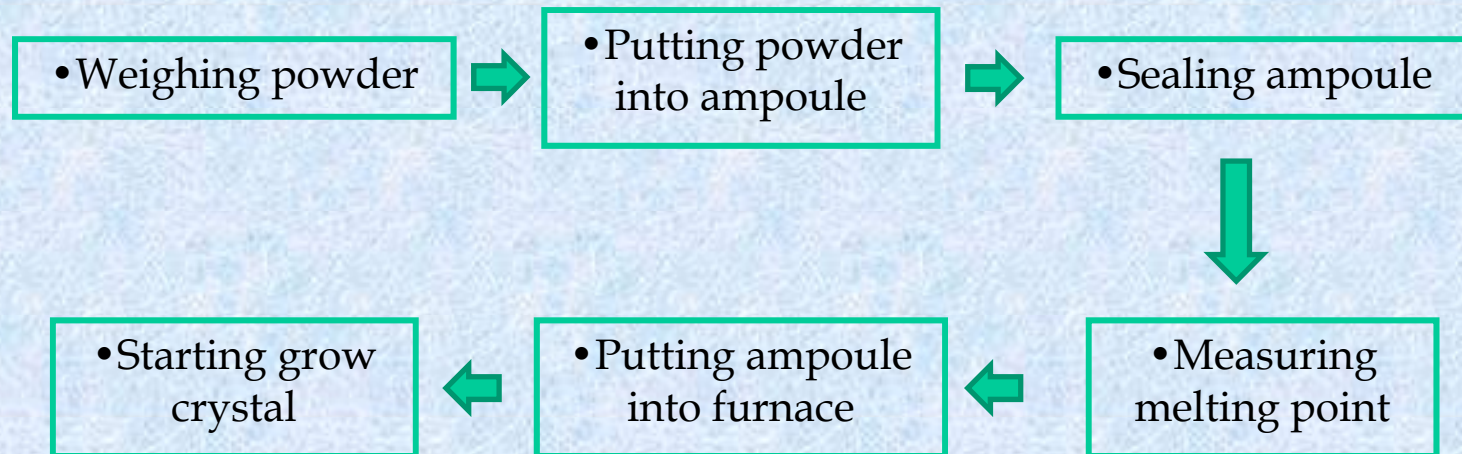 •Weighing powder
•Putting powder
into ampoule
•Sealing ampoule
•Measuring
melting point
•Putting ampoule
into furnace
•Starting grow
crystal